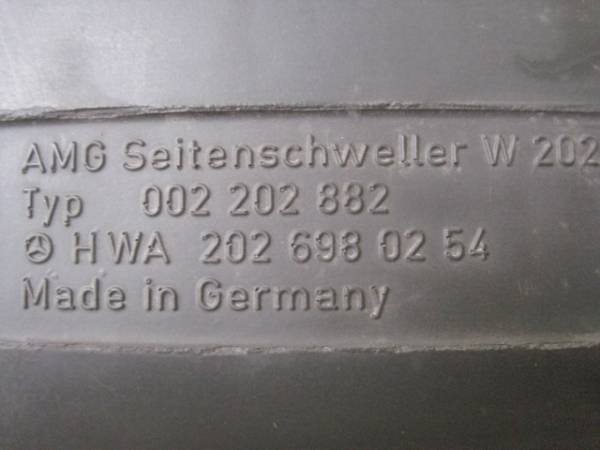 AMG Seitenschweller W 202
Typ 002 202 882
HWA 202 698 02 54
Made in Germany